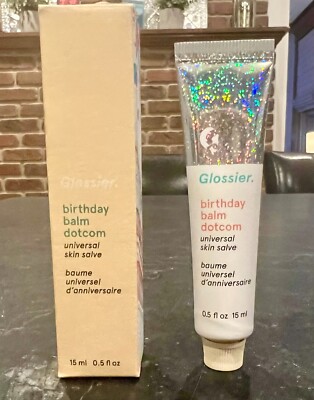 Glossier.
birthday
balm
dotcom
universal
skin salve
baume
universel
d'anniversaire
15 ml 0.5 fl oz
Glossier.
birthday
balm
dotcom
universal
skin salve
baume
universel
d'anniversaire
0.5 fl oz 15 ml